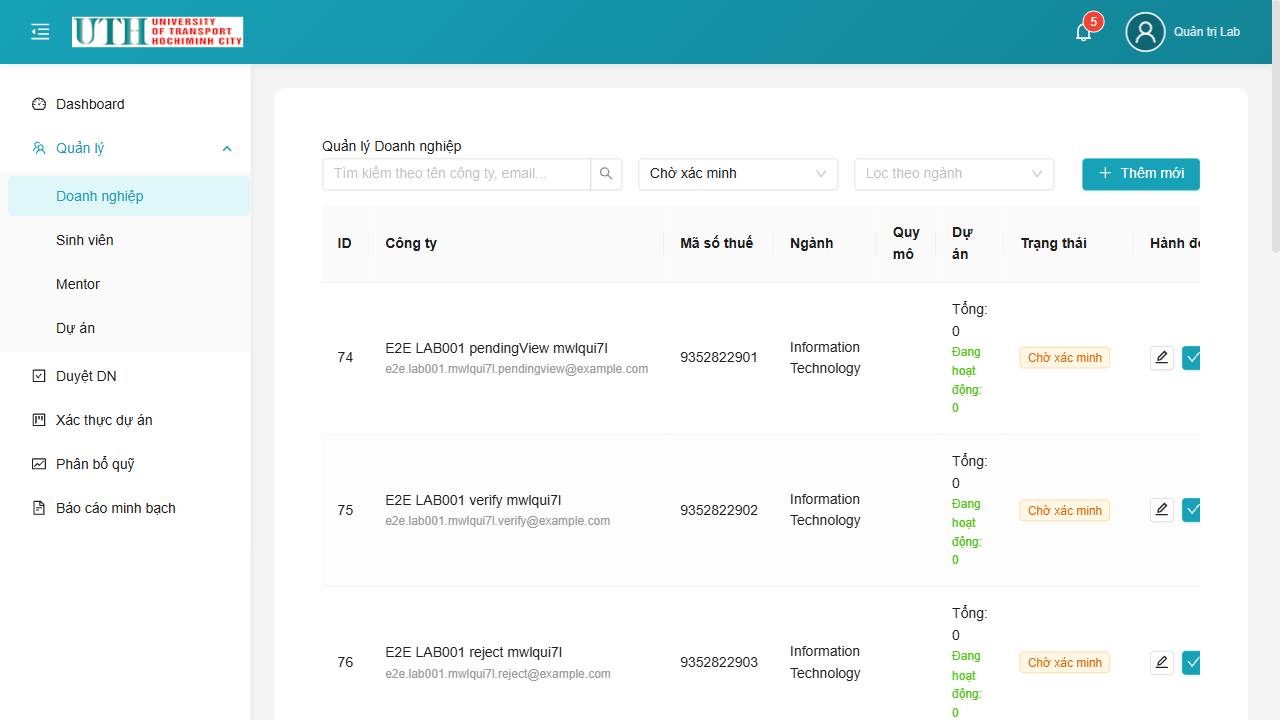 UTH UNIVERSITY
OF TRANSPORT
HOCHIMINH CITY
5
Quản trị Lab
Dashboard
Quản lý
Doanh nghiệp
Sinh viên
Mentor
Dự án
Duyệt DN
Xác thực dự án
Phân bổ quỹ
Báo cáo minh bạch
Quản lý Doanh nghiệp
Tìm kiếm theo tên công ty, email...
Chờ xác minh
Lọc theo ngành
Thêm mới
ID
Công ty
Mã số thuế
Ngành
Quy
mô
Dự
án
Trạng thái
Hành
74
E2E LAB001 pendingView mwlqui7l
e2e.lab001.mwlqui7l.pendingview@example.com
9352822901
Information
Technology
Tổng:
0
Đang
hoạt
động:
0
Chờ xác minh
75
E2E LAB001 verify mwlqui7l
e2e.lab001.mwlqui7l.verify@example.com
9352822902
Information
Technology
Tổng:
0
Đang
hoạt
động:
0
Chờ xác minh
76
E2E LAB001 reject mwlqui7l
e2e.lab001.mwlqui7l.reject@example.com
9352822903
Information
Technology
Tổng:
0
Đang
hoạt
động:
0
Chờ xác minh